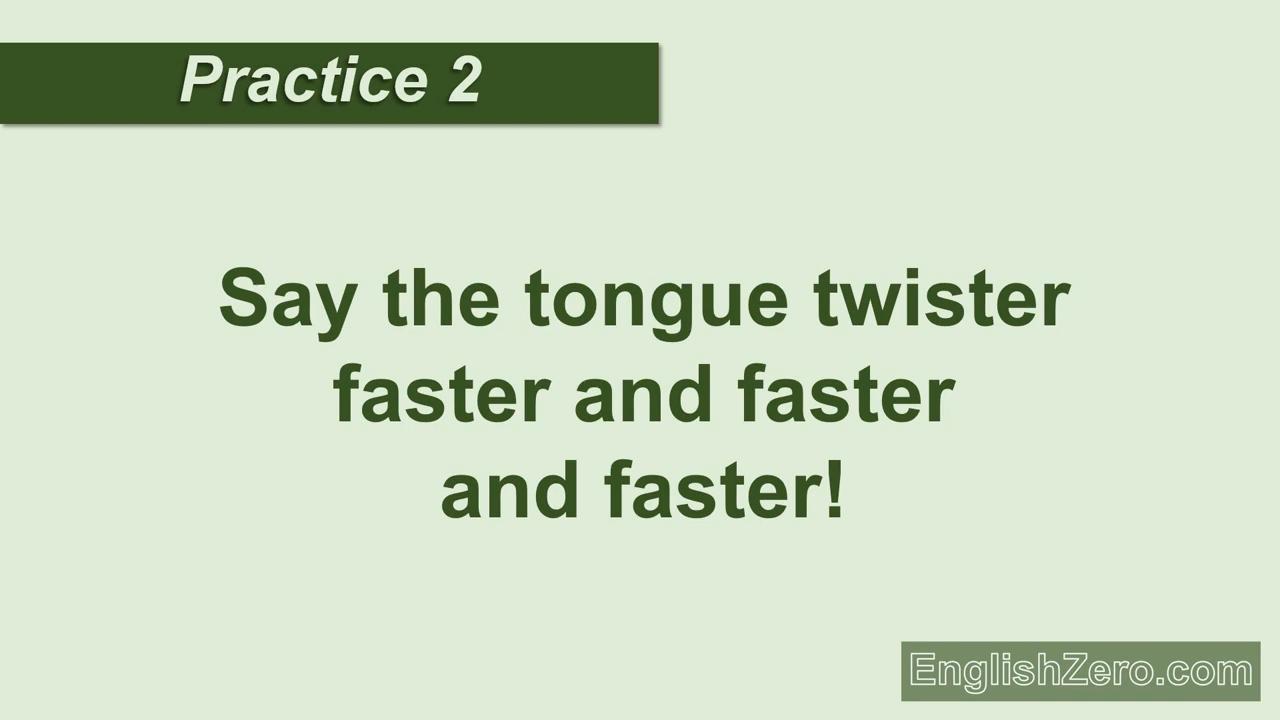 Practice 2
Say the tongue twister
faster and faster
and faster!
EnglishZero.com